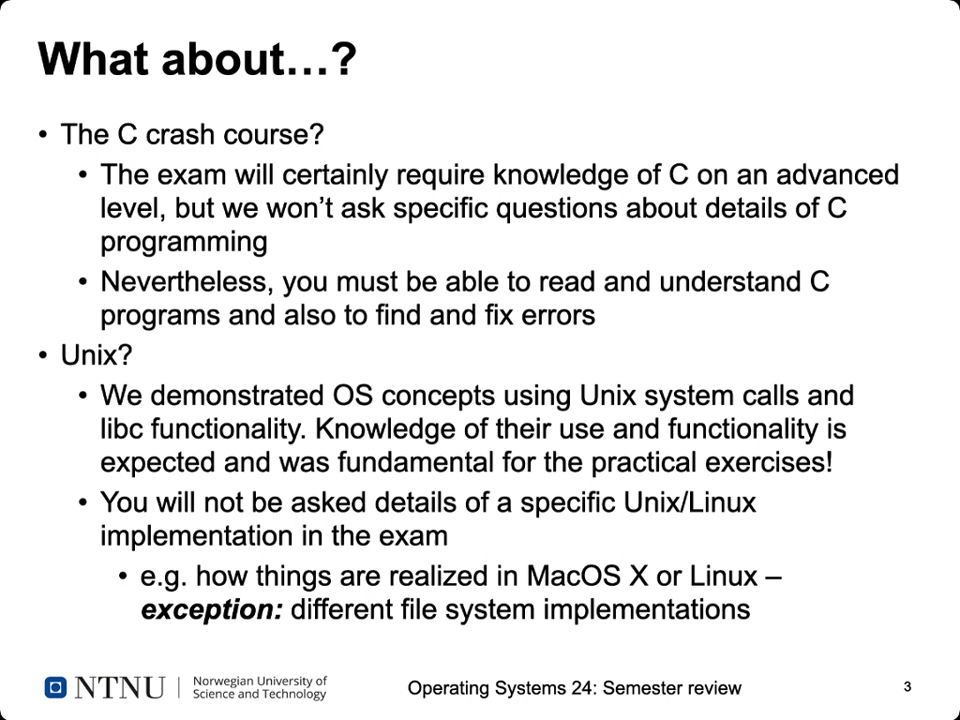 What about…?
• The C crash course?
• The exam will certainly require knowledge of C on an advanced
level, but we won’t ask specific questions about details of C
programming
• Nevertheless, you must be able to read and understand C
programs and also to find and fix errors
• Unix?
• We demonstrated OS concepts using Unix system calls and
libc functionality. Knowledge of their use and functionality is
expected and was fundamental for the practical exercises!
• You will not be asked details of a specific Unix/Linux
implementation in the exam
• e.g. how things are realized in MacOS X or Linux –
exception: different file system implementations
NTNU
Norwegian University of
Science and Technology
Operating Systems 24: Semester review
3